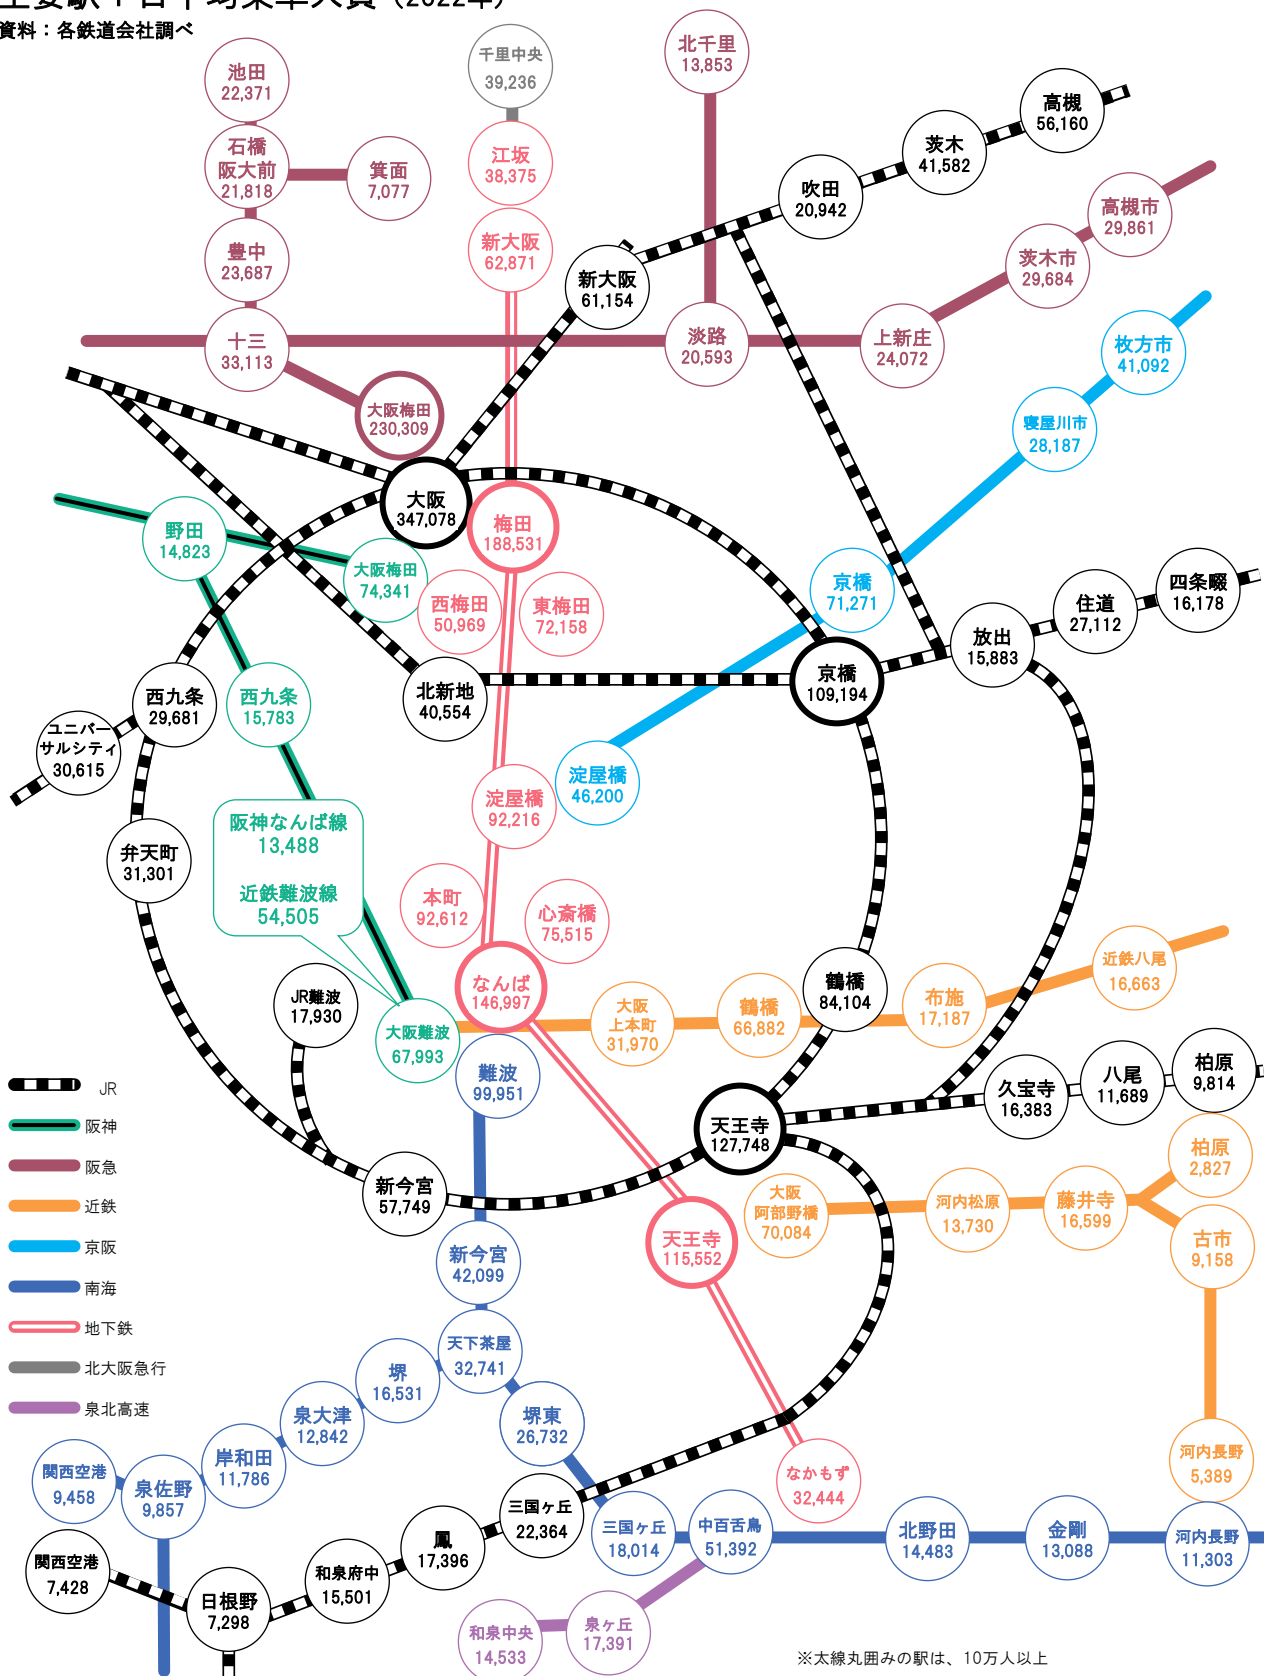 主要駅1日平均乗車人員（2022年）
資料：各鉄道会社調べ
池田
22,371
石橋
阪大前
21,818
箕面
7,077
豊中
23,687
十三
33,113
大阪梅田
230,309
千里中央
39,236
江坂
38,375
新大阪
62,871
北千里
13,853
高槻
56,160
茨木
41,582
吹田
20,942
新大阪
61,154
高槻市
29,861
茨木市
29,684
上新庄
24,072
淡路
20,593
枚方市
41,092
寝屋川市
28,187
京橋
71,271
大阪
347,078
梅田
188,531
野田
14,823
大阪梅田
74,341
西梅田
50,969
東梅田
72,158
四条畷
16,178
住道
27,112
放出
15,883
京橋
109,194
北新地
40,554
西九条
29,681
西九条
15,783
ユニバー
サルシティ
30,615
淀屋橋
46,200
淀屋橋
92,216
阪神なんば線
13,488
近鉄難波線
54,505
弁天町
31,301
本町
92,612
心斎橋
75,515
なんば
146,997
JR難波
17,930
大阪難波
67,993
大阪
上本町
31,970
鶴橋
66,882
鶴橋
84,104
布施
17,187
近鉄八尾
16,663
難波
99,951
天王寺
127,748
久宝寺
16,383
八尾
11,689
柏原
9,814
柏原
2,827
新今宮
57,749
大阪
阿部野橋
70,084
河内松原
13,730
藤井寺
16,599
古市
9,158
天王寺
115,552
新今宮
42,099
天下茶屋
32,741
堺
16,531
泉大津
12,842
岸和田
11,786
泉佐野
9,857
関西空港
9,458
堺東
26,732
なかもず
32,444
河内長野
5,389
三国ヶ丘
22,364
三国ヶ丘
18,014
中百舌鳥
51,392
北野田
14,483
金剛
13,088
河内長野
11,303
鳳
17,396
和泉府中
15,501
日根野
7,298
関西空港
7,428
和泉中央
14,533
泉ヶ丘
17,391
JR
阪神
阪急
近鉄
京阪
南海
地下鉄
北大阪急行
泉北高速
※太線丸囲みの駅は、10万人以上